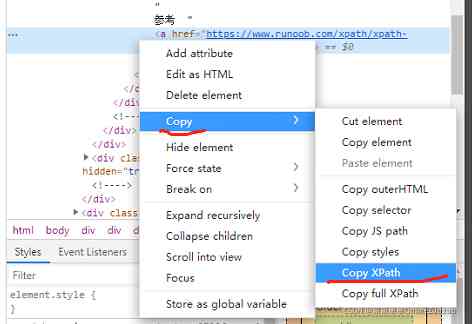 "
参考 "
<a href="https://www.runoob.com/xpath/xpath-
== $0
Add attribute
Edit as HTML
Delete element
Copy
Cut element
Copy element
Paste element
Copy outerHTML
Copy selector
Copy JS path
Copy styles
Copy XPath
Copy full XPath
Hide element
Force state
Break on
Expand recursively
Collapse children
Scroll into view
Focus
Store as global variable
</div>
</div>
<!---
</div>
</div>
<div clas
hidden="tr
<!---->
</div>
<div class
html body div div
Styles Event Listeners
Filter
element.style {
}